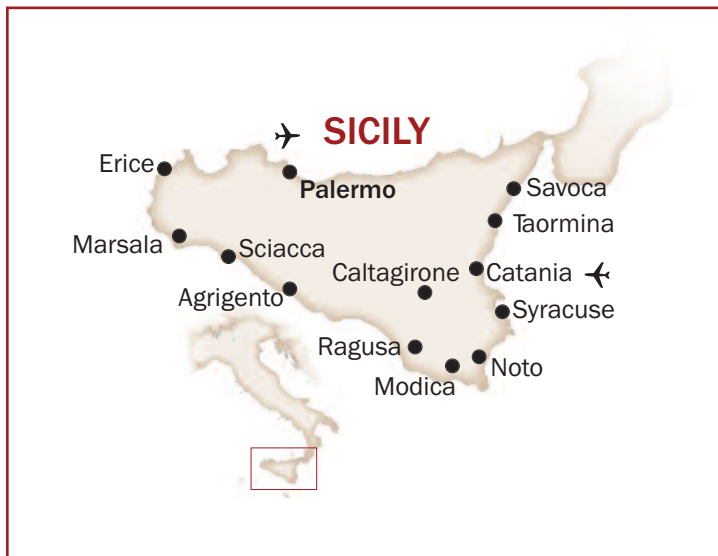 SICILY
Erice
Palermo
Savoca
Taormina
Marsala
Sciacca
Caltagirone
Catania
Agrigento
Syracuse
Ragusa
Noto
Modica